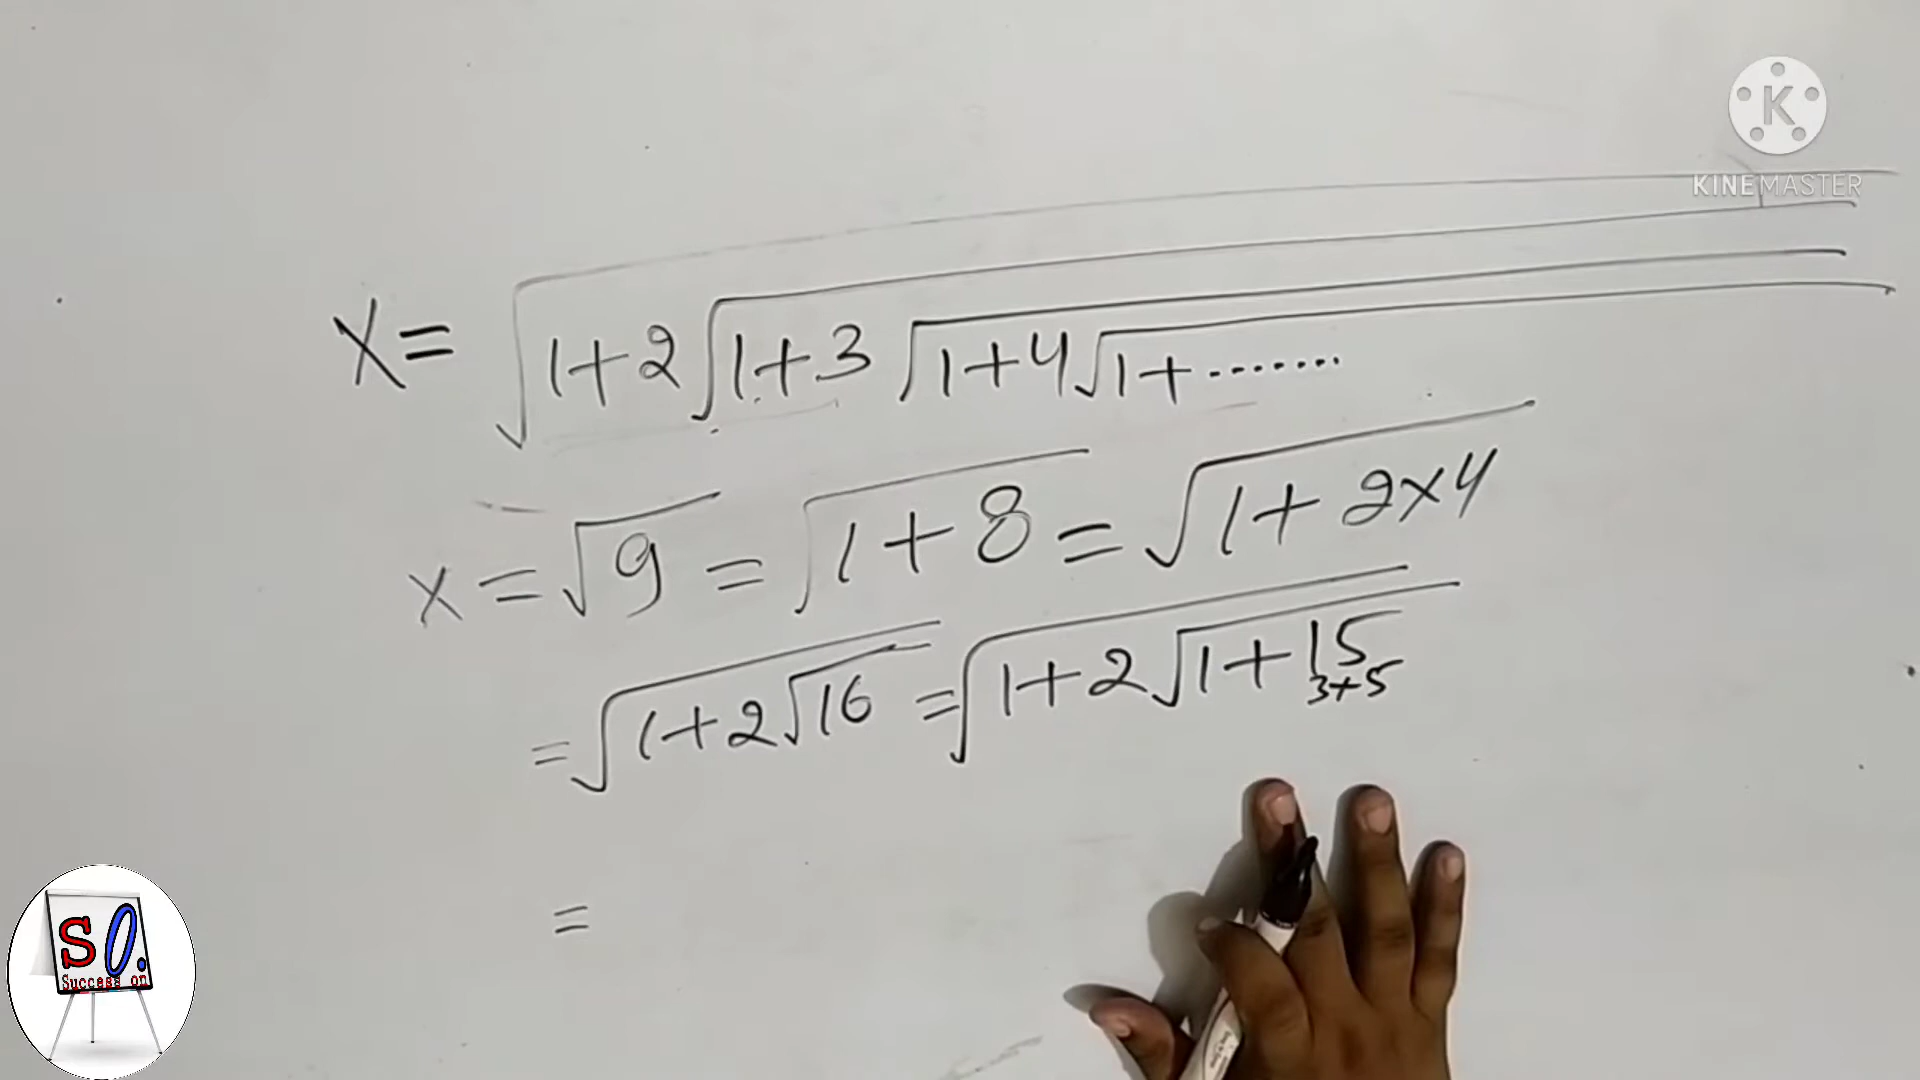 KINEMASTER
x = √1+2√1+3√1+4√1+.......
x = √9 = √1+8 = √1+2×4
= √1+2√16 = √1+2√1+15
3×5
=
S0.
Success on